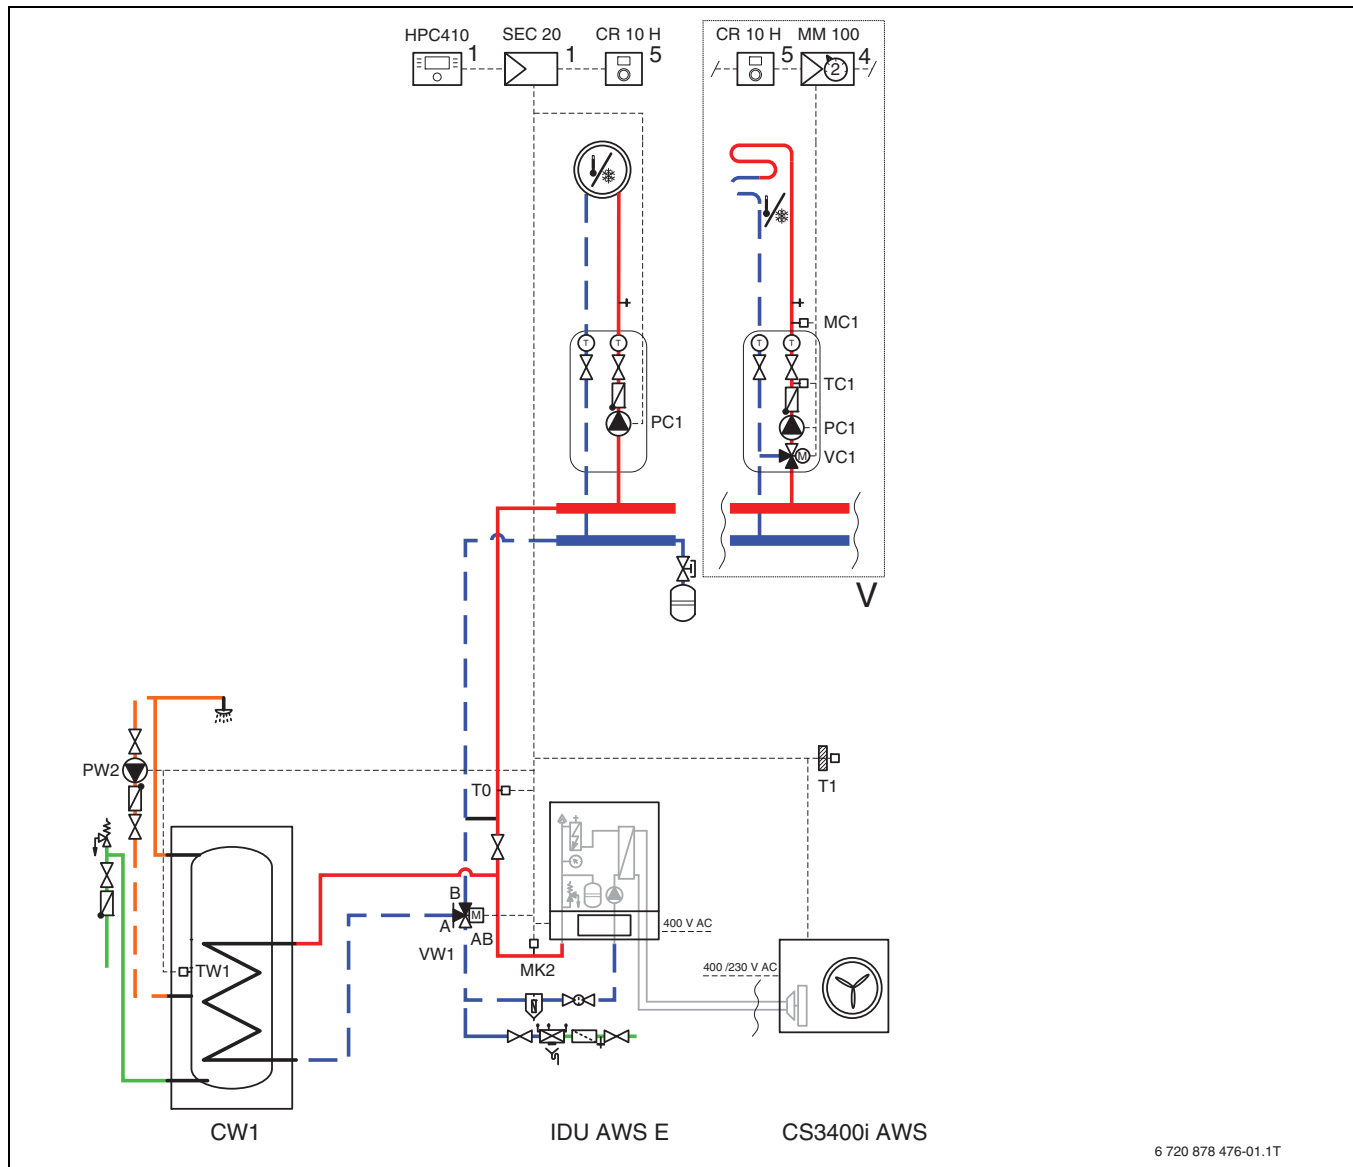 HPC410 SEC 20 CR 10 H CR 10 H MM 100
1 1 5 5 2 4
MC1
T T T T
TC1
PC1 PC1
M VC1
V
PW2
T0 T1
B
A M
AB 400 V AC
VW1
TW1 MK2 400 /230 V AC
CW1 IDU AWS E CS3400i AWS
6 720 878 476-01.1T